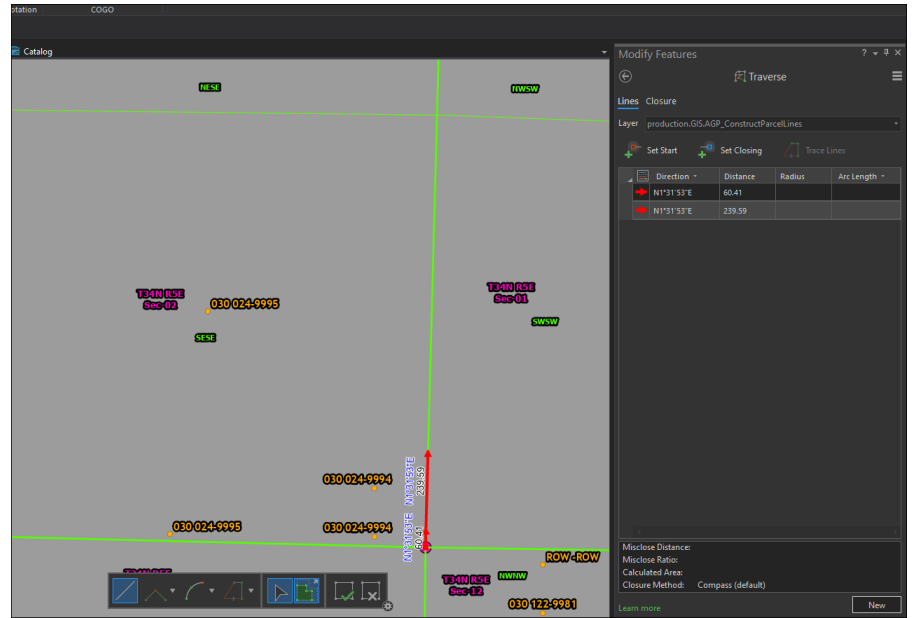 otation COGO
Catalog
NESE
NWSW
T34N R5E
Sec-02
030 024-9995
SESE
T34N R5E
Sec-01
SWSW
030 024-9994
N1°31'53"E
239.59
030 024-9995
030 024-9994
N1°31'53"E
60.41
ROW -ROW
T34N R5E
Sec-12
NWNW
030 122-9981
Modify Features
Traverse
Lines Closure
Layer production.GIS.AGP_ConstructParcelLines
Set Start Set Closing Trace Lines
Direction Distance Radius Arc Length
N1°31'53"E 60.41
N1°31'53"E 239.59
Misclose Distance:
Misclose Ratio:
Calculated Area:
Closure Method: Compass (default)
Learn more New